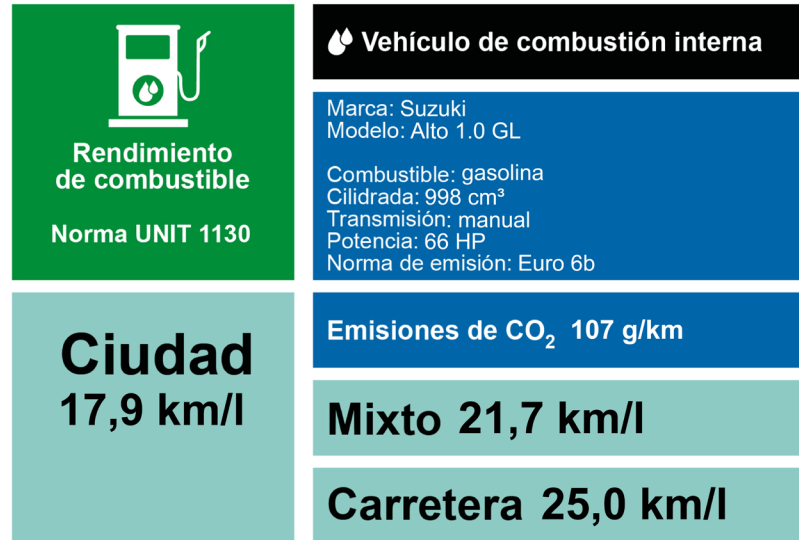 Rendimiento
de combustible
Norma UNIT 1130
Vehículo de combustión interna
Marca: Suzuki
Modelo: Alto 1.0 GL
Combustible: gasolina
Cilidrada: 998 cm³
Transmisión: manual
Potencia: 66 HP
Norma de emisión: Euro 6b
Ciudad
17,9 km/l
Emisiones de CO₂ 107 g/km
Mixto 21,7 km/l
Carretera 25,0 km/l